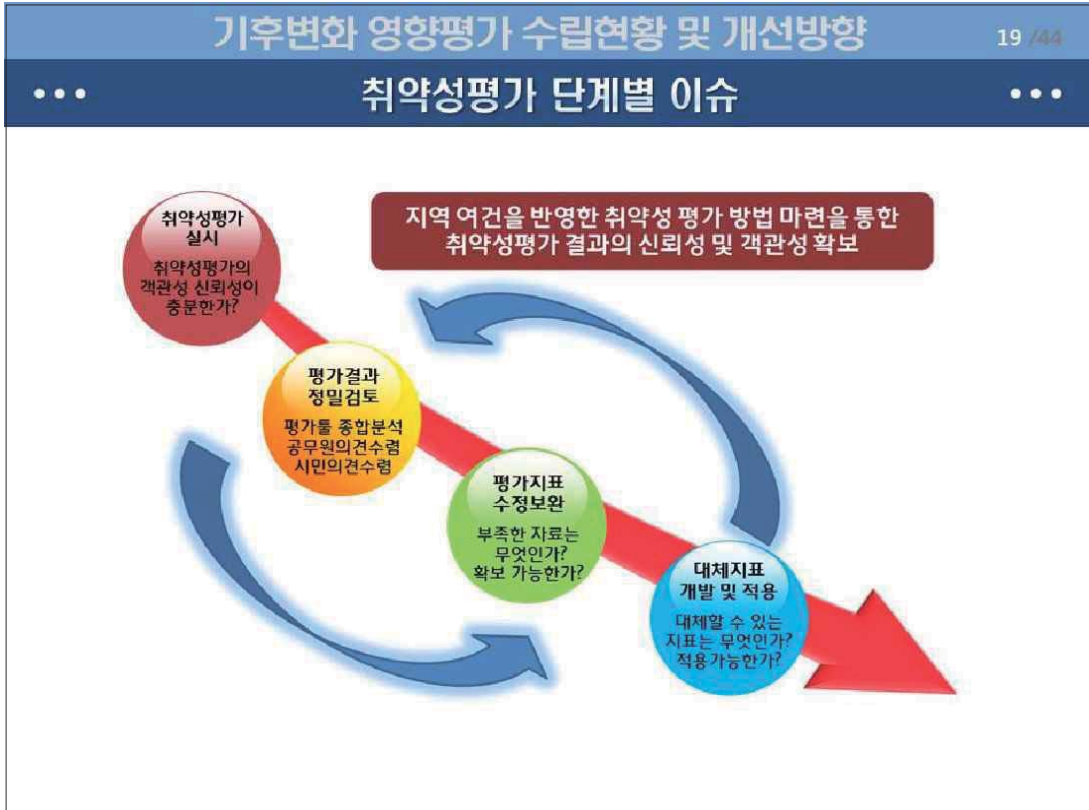 기후변화 영향평가 수립현황 및 개선방향
19 /44
••• 취약성평가 단계별 이슈 •••
지역 여건을 반영한 취약성 평가 방법 마련을 통한
취약성평가 결과의 신뢰성 및 객관성 확보
취약성평가
실시
취약성평가의
객관성 신뢰성이
충분한가?
평가결과
정밀검토
평가툴 종합분석
공무원의견수렴
시민의견수렴
평가지표
수정보완
부족한 자료는
무엇인가?
확보 가능한가?
대체지표
개발 및 적용
대체할 수 있는
지표는 무엇인가?
적용가능한가?